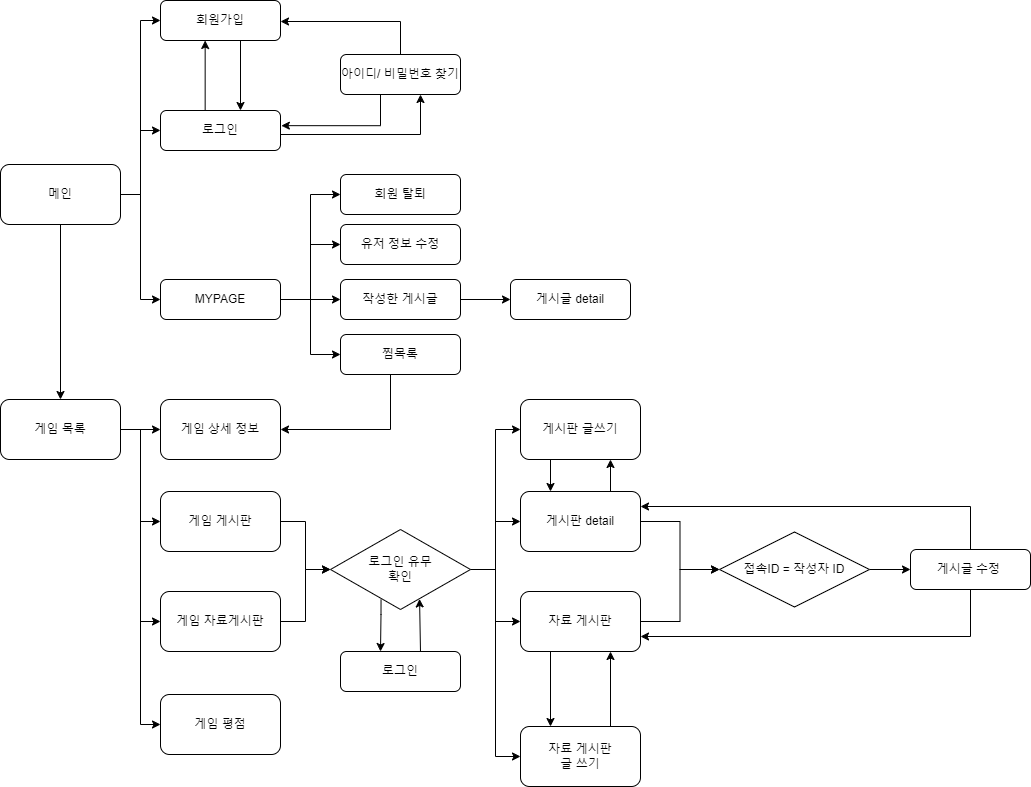 회원가입
아이디/ 비밀번호 찾기
로그인
메인
회원 탈퇴
유저 정보 수정
MYPAGE
작성한 게시글
게시글 detail
찜목록
게임 목록
게임 상세 정보
게시판 글쓰기
게임 게시판
게시판 detail
로그인 유무
확인
접속ID = 작성자 ID
게시글 수정
게임 자료게시판
자료 게시판
로그인
게임 평점
자료 게시판
글 쓰기